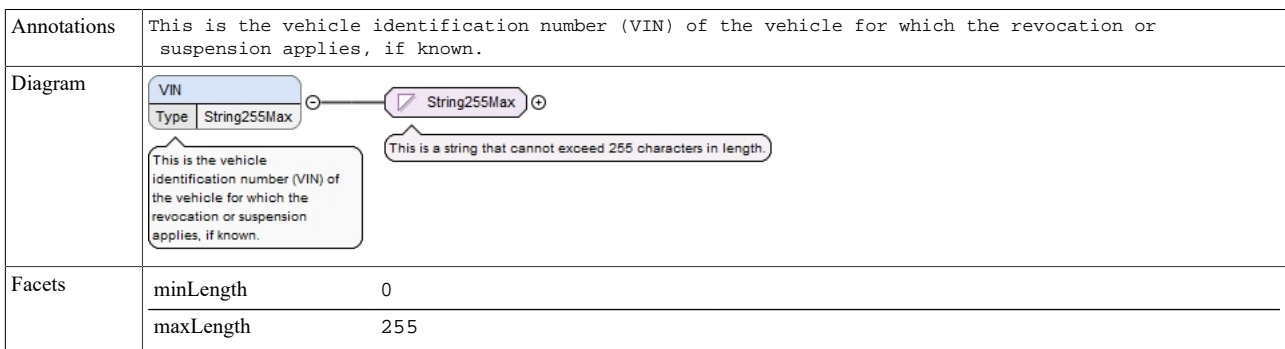 Annotations
This is the vehicle identification number (VIN) of the vehicle for which the revocation or
suspension applies, if known.
Diagram
VIN
Type String255Max
String255Max
This is a string that cannot exceed 255 characters in length.
This is the vehicle
identification number (VIN) of
the vehicle for which the
revocation or suspension
applies, if known.
Facets
minLength 0
maxLength 255